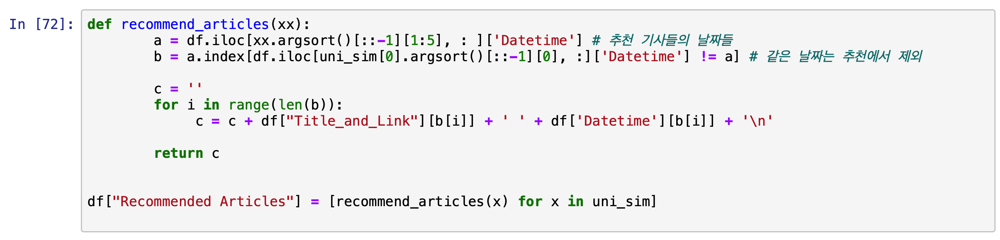 In [72]: def recommend_articles(xx):
a = df.iloc[xx.argsort()[::-1][1:5], : ]['Datetime'] # 추천 기사들의 날짜들
b = a.index[df.iloc[uni_sim[0].argsort()[::-1][0], :]['Datetime'] != a] # 같은 날짜는 추천에서 제외
c = ''
for i in range(len(b)):
c = c + df["Title_and_Link"][b[i]] + ' ' + df['Datetime'][b[i]] + '\n'
return c
df["Recommended Articles"] = [recommend_articles(x) for x in uni_sim]